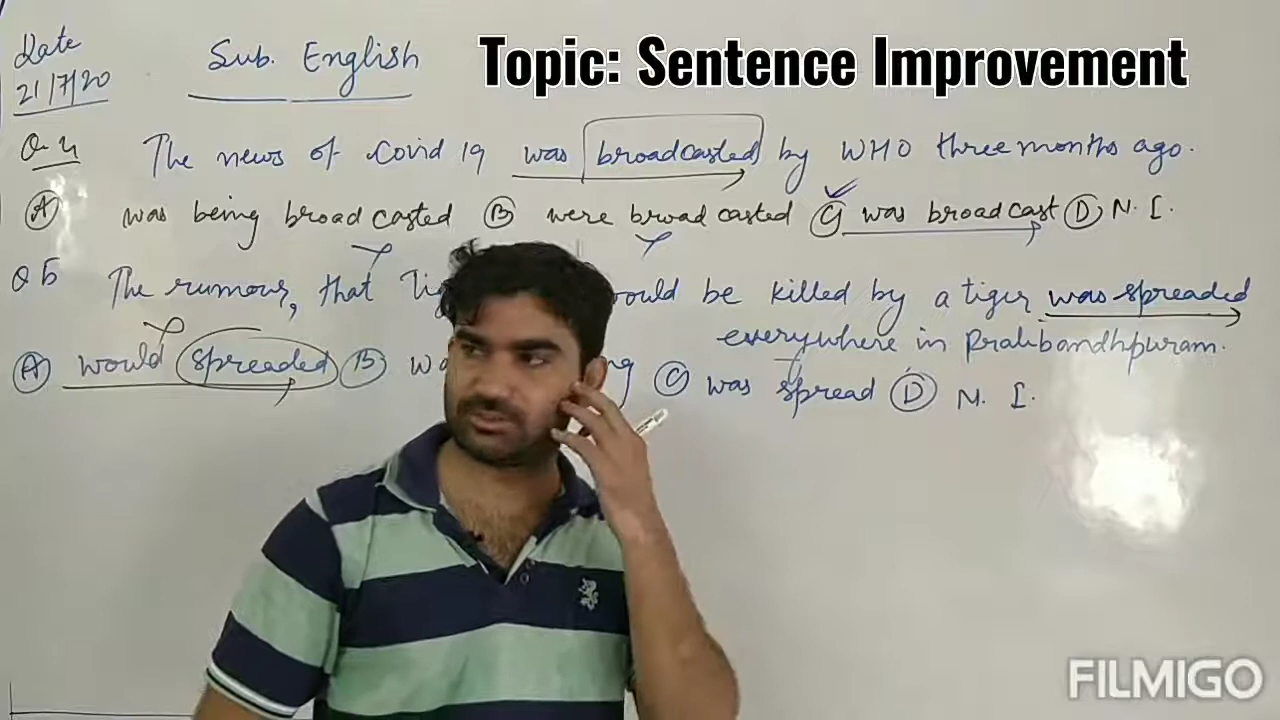 Date
21/7/20
Sub. English
Topic: Sentence Improvement
Q.4 The news of Covid 19 was broadcasted by WHO three months ago.
(A) was being broadcasted (B) were broadcasted (C) was broadcast (D) N. I.
Q 5 The rumour, that would be killed by a tiger was spreaded
everywhere in
(A) would spreaded (B) (C) was spread (D) N. I.
FILMIGO